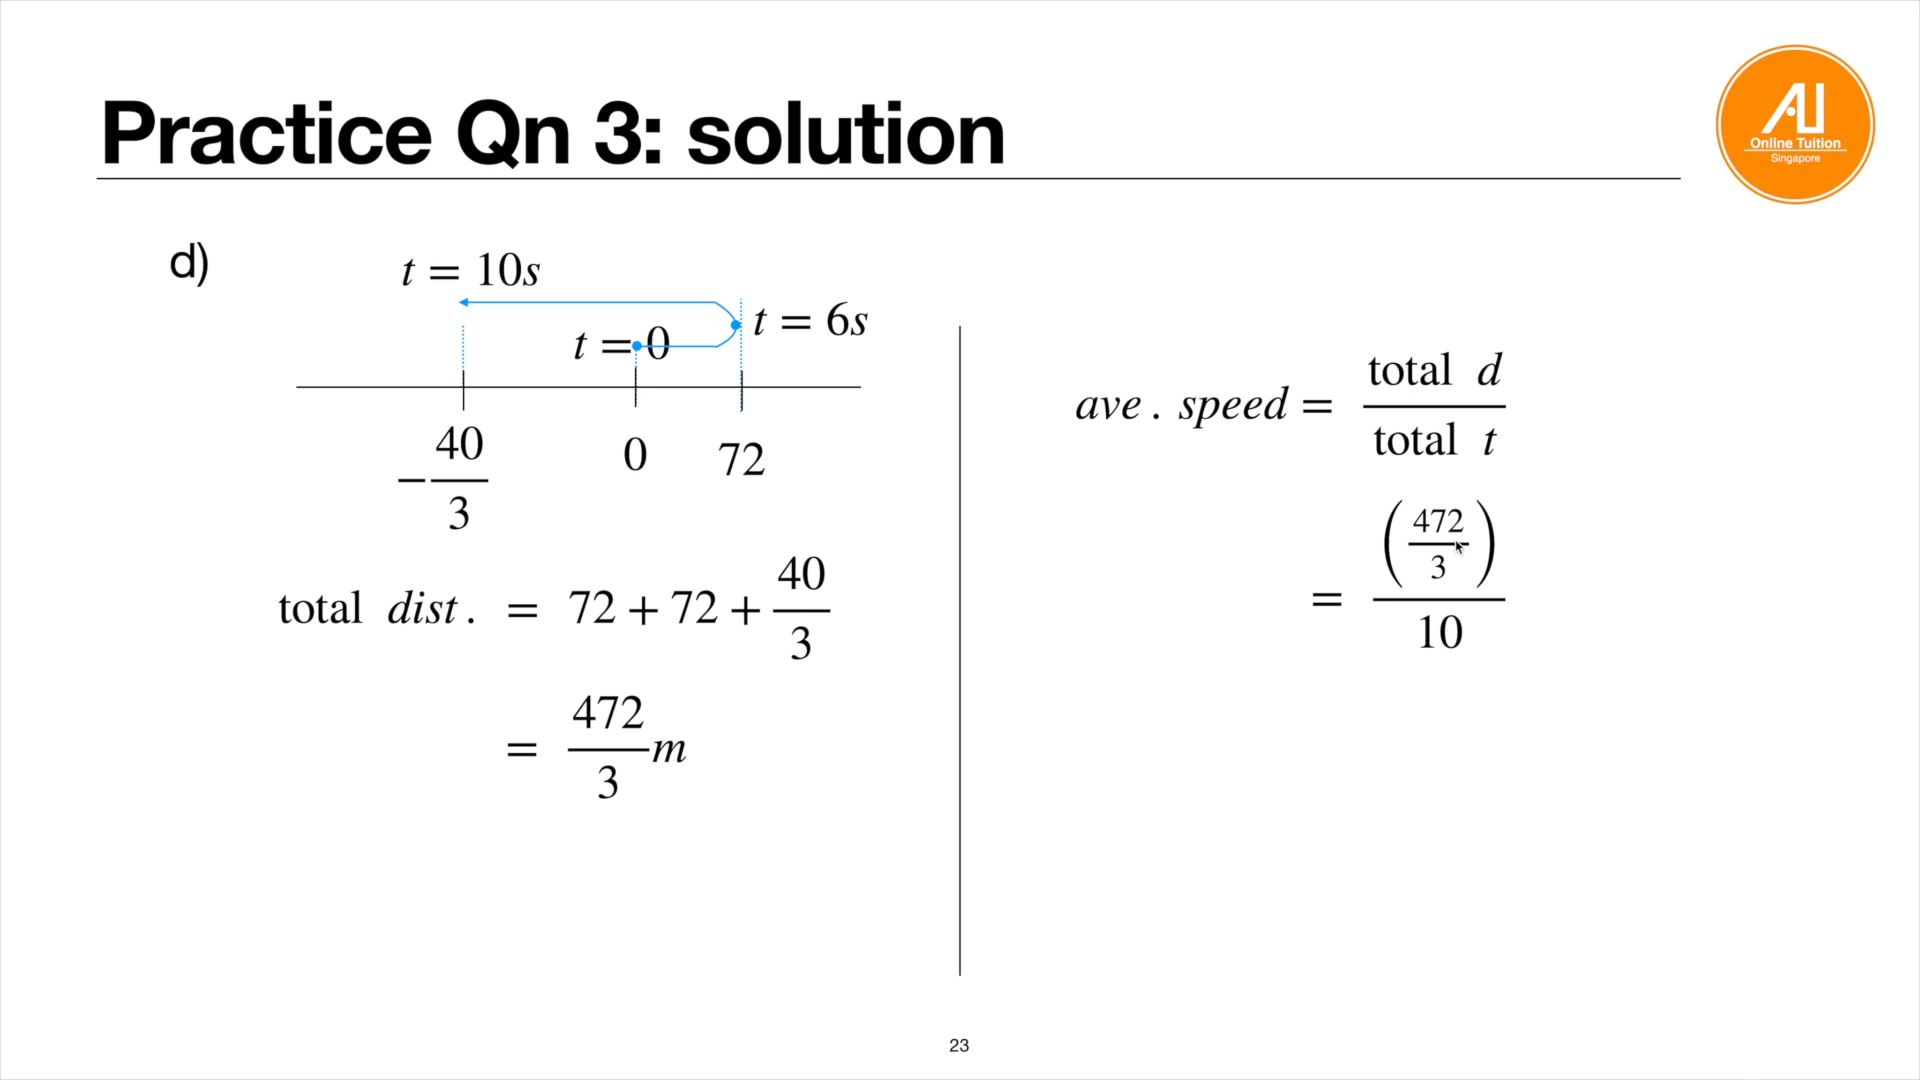 Practice Qn 3: solution
AU
Online Tuition
Singapore
d)
t = 10s
t = 6s
t = 0
-40/3
0
72
total dist. = 72 + 72 + 40/3
= 472/3 m
ave. speed = total d / total t
= (472/3) / 10
23